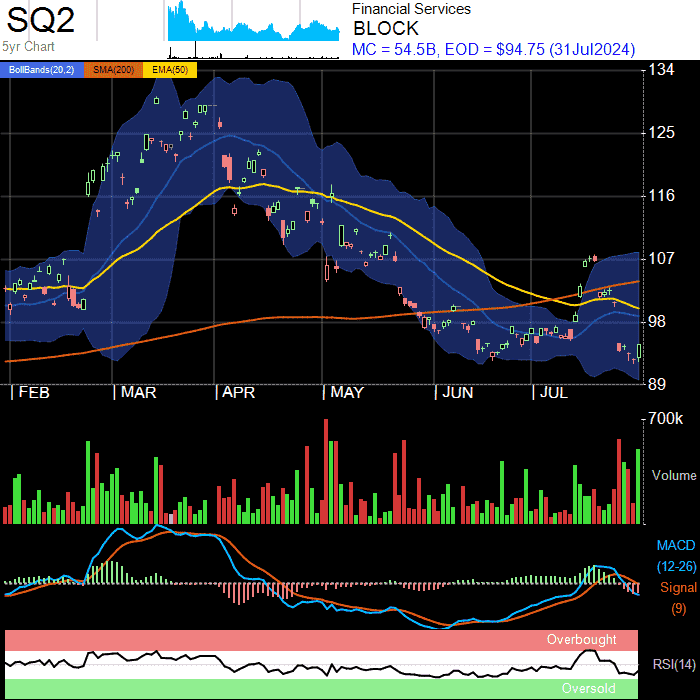 SQ2
5yr Chart
Financial Services
BLOCK
MC = 54.5B, EOD = $94.75 (31Jul2024)
BollBands(20,2) SMA(200) EMA(50)
134
125
116
107
98
89
| FEB | MAR | APR | MAY | JUN | JUL
700k
Volume
MACD
(12-26)
Signal
(9)
Overbought
RSI(14)
Oversold